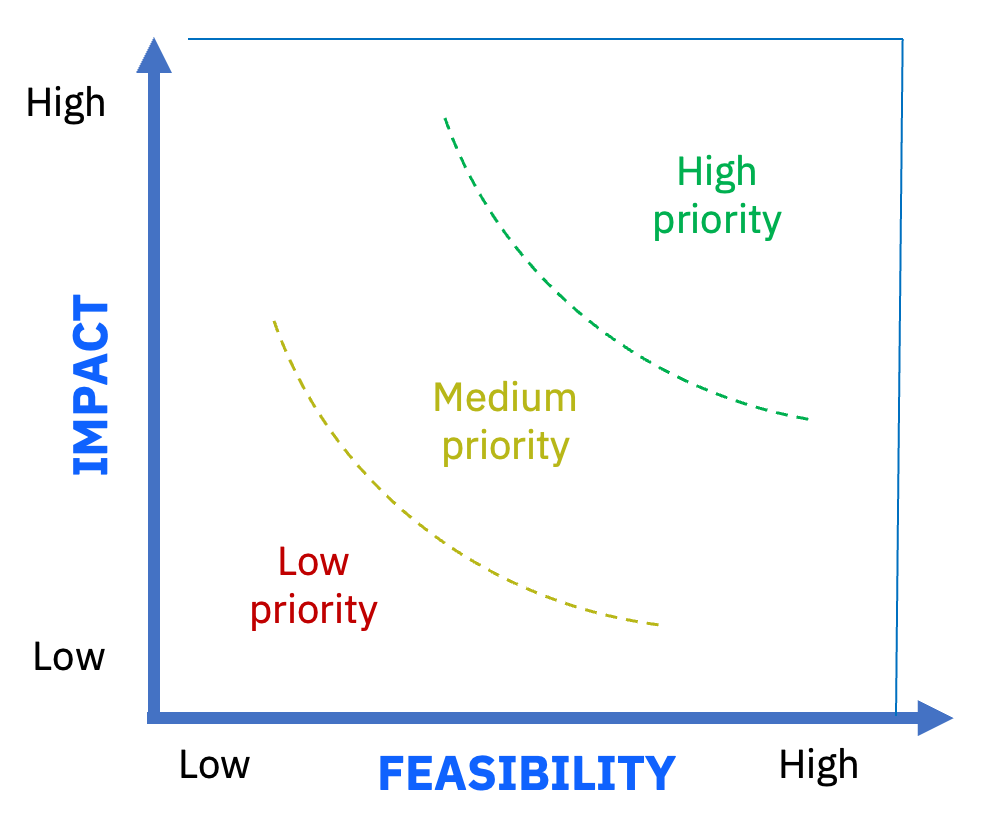 High
High
priority
IMPACT
Medium
priority
Low
priority
Low
Low
FEASIBILITY
High